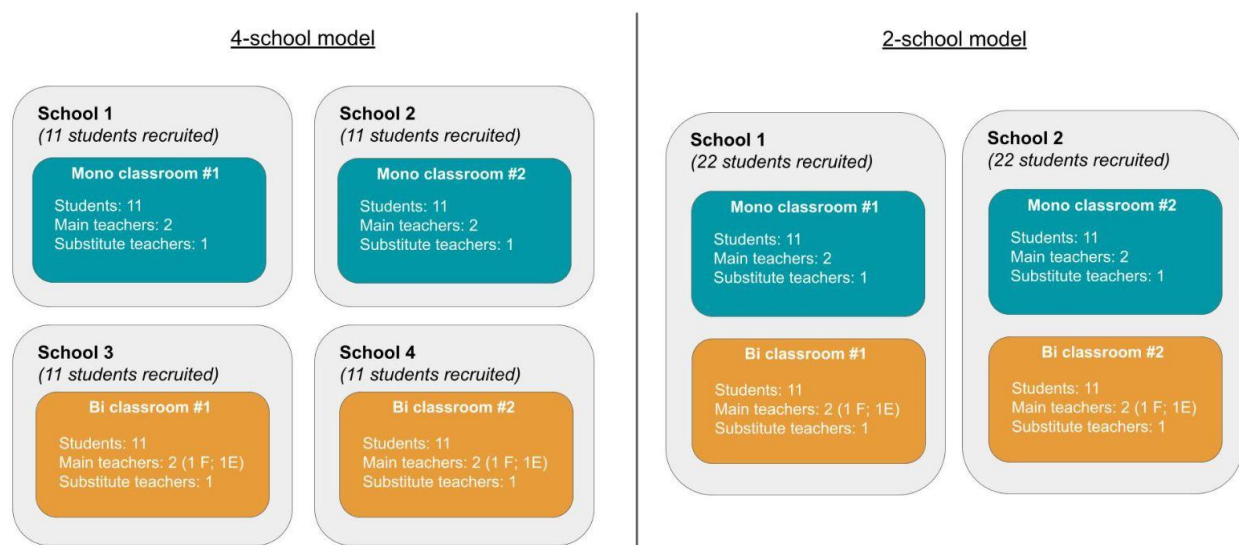 4-school model
School 1
(11 students recruited)
Mono classroom #1
Students: 11
Main teachers: 2
Substitute teachers: 1
School 2
(11 students recruited)
Mono classroom #2
Students: 11
Main teachers: 2
Substitute teachers: 1
School 3
(11 students recruited)
Bi classroom #1
Students: 11
Main teachers: 2 (1 F; 1E)
Substitute teachers: 1
School 4
(11 students recruited)
Bi classroom #2
Students: 11
Main teachers: 2 (1 F; 1E)
Substitute teachers: 1
2-school model
School 1
(22 students recruited)
Mono classroom #1
Students: 11
Main teachers: 2
Substitute teachers: 1
Bi classroom #1
Students: 11
Main teachers: 2 (1 F; 1E)
Substitute teachers: 1
School 2
(22 students recruited)
Mono classroom #2
Students: 11
Main teachers: 2
Substitute teachers: 1
Bi classroom #2
Students: 11
Main teachers: 2 (1 F; 1E)
Substitute teachers: 1